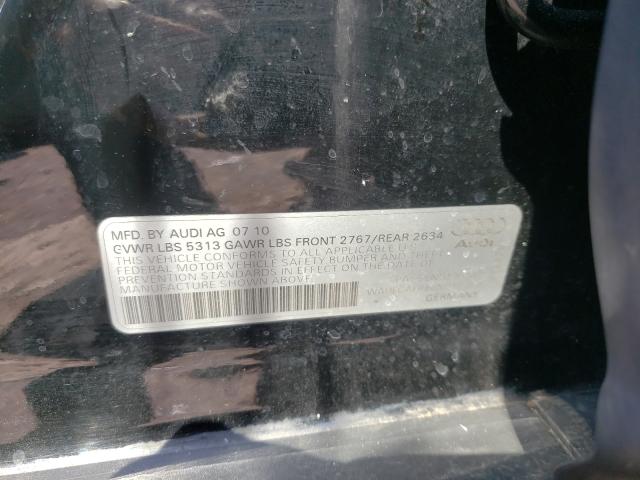 MFD. BY AUDI AG 07 10
GVWR LBS 5313 GAWR LBS FRONT 2767/REAR 2634
THIS VEHICLE CONFORMS TO ALL APPLICABLE U.S.
FEDERAL MOTOR VEHICLE SAFETY BUMPER AND THEFT
PREVENTION STANDARDS IN EFFECT ON THE DATE OF
MANUFACTURE SHOWN ABOVE.
AUDI
GERMANY